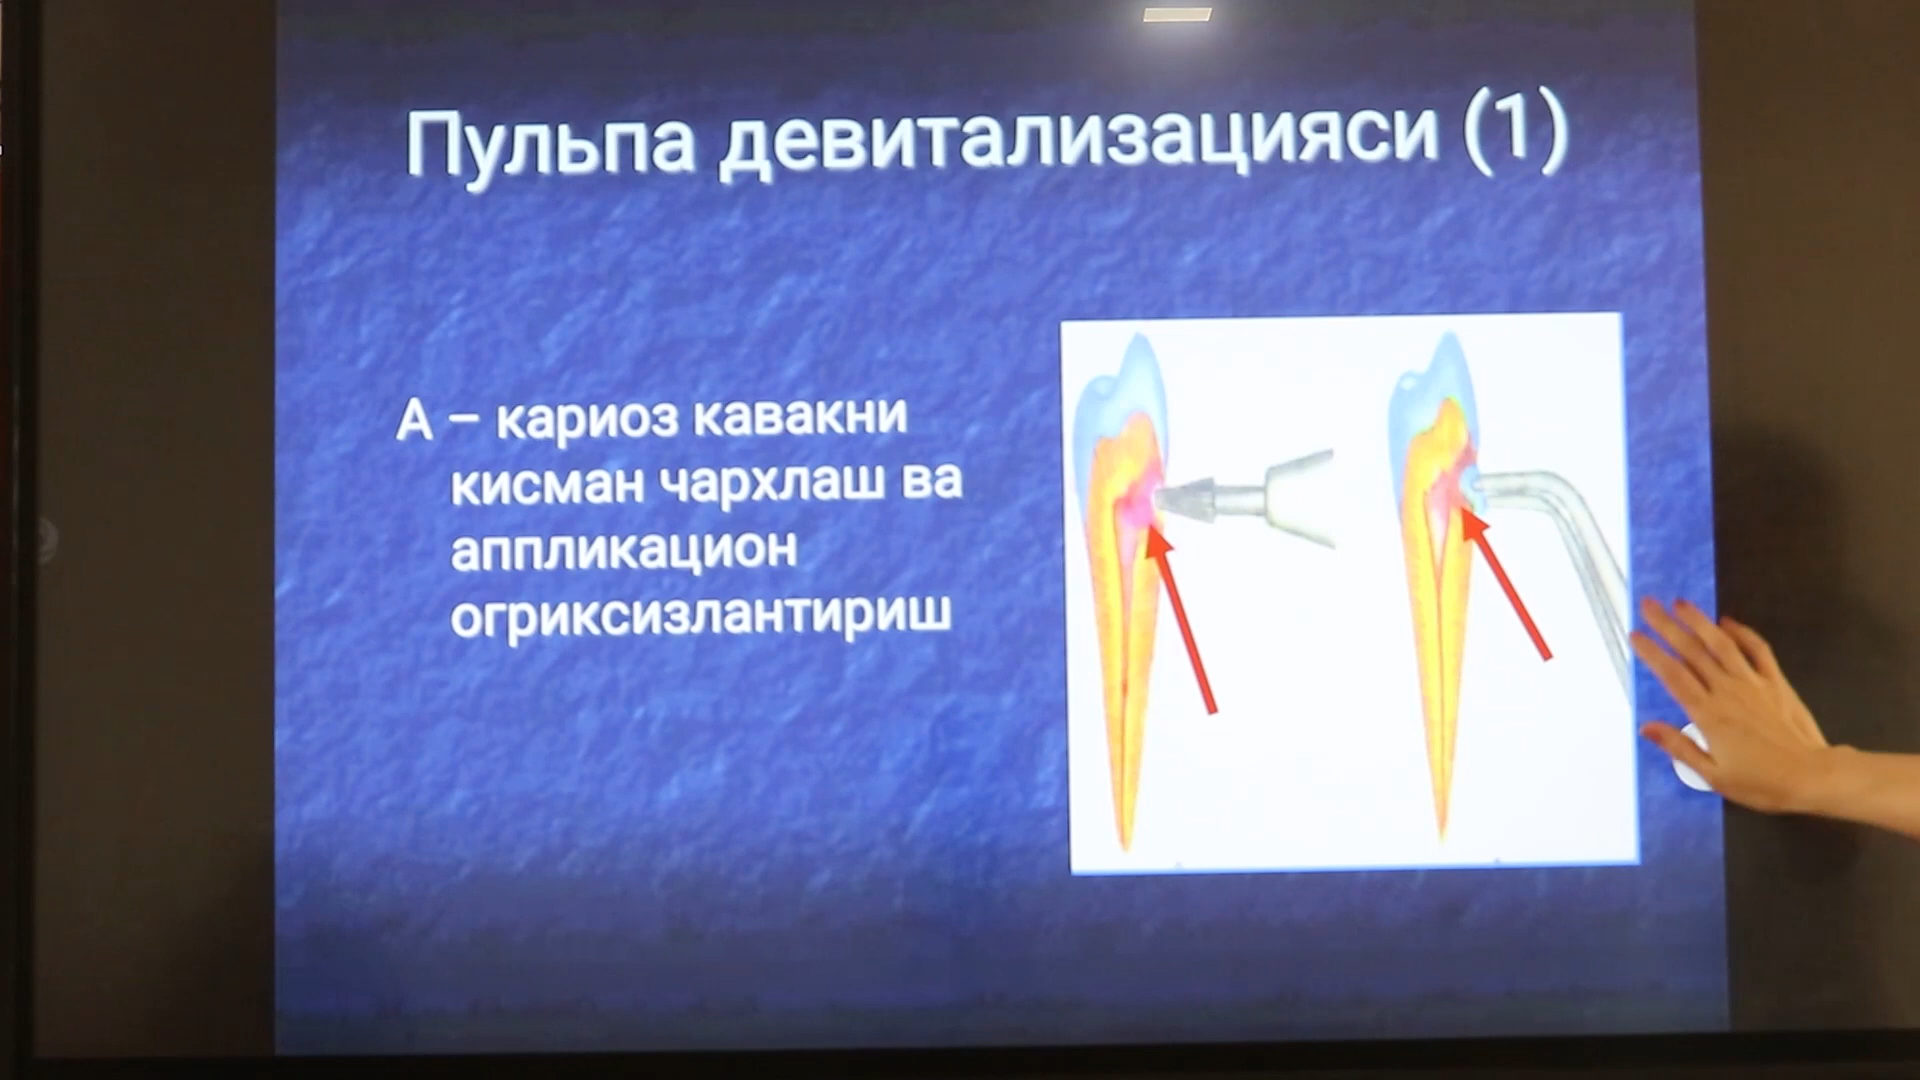 Пульпа девитализацияси (1)
А – кариоз кавакни
кисман чархлаш ва
аппликацион
огриксизлантириш